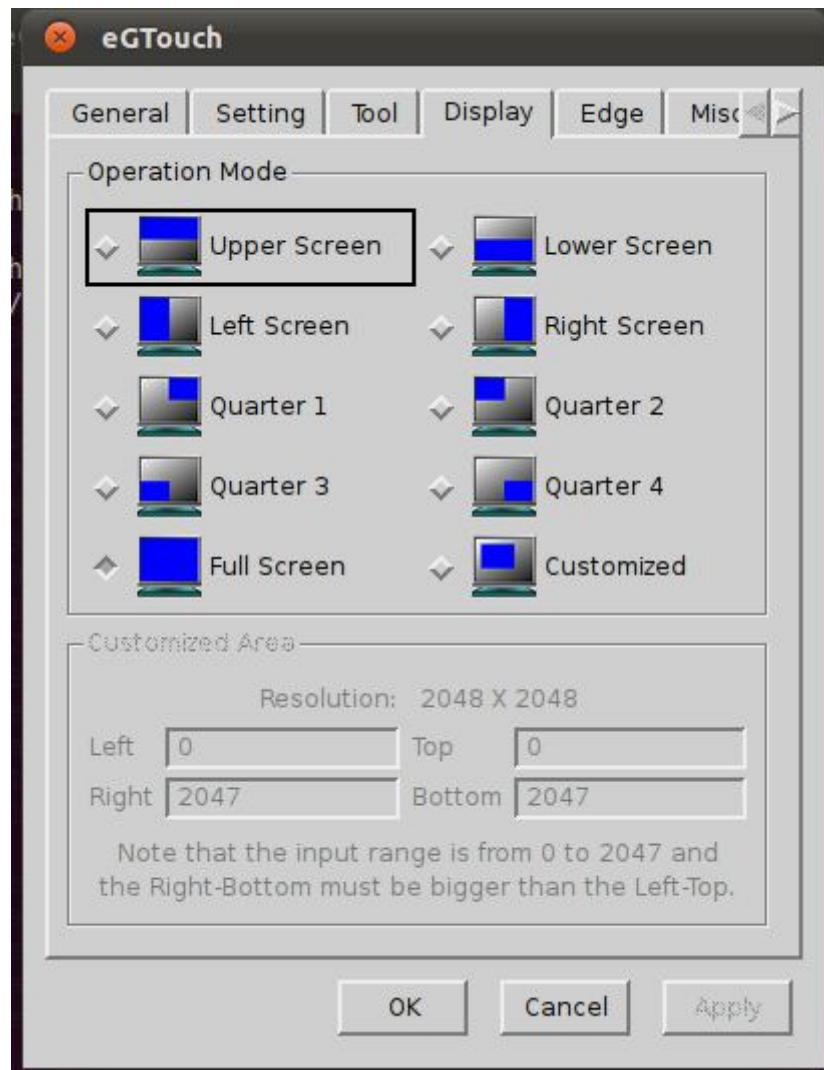 eGTouch
General Setting Tool Display Edge Misc
Operation Mode
Upper Screen Lower Screen
Left Screen Right Screen
Quarter 1 Quarter 2
Quarter 3 Quarter 4
Full Screen Customized
Customized Area
Resolution: 2048 X 2048
Left 0 Top 0
Right 2047 Bottom 2047
Note that the input range is from 0 to 2047 and
the Right-Bottom must be bigger than the Left-Top.
OK Cancel Apply